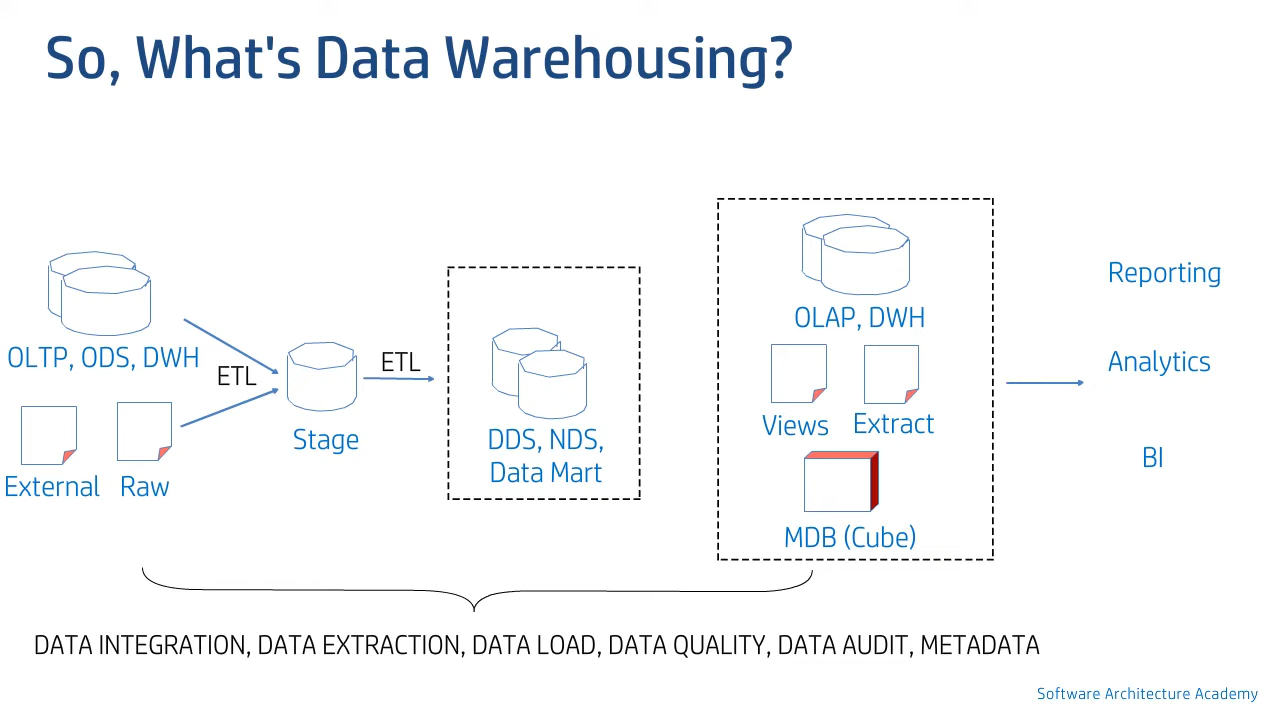 So, What's Data Warehousing?
OLTP, ODS, DWH
External
Raw
ETL
Stage
ETL
DDS, NDS,
Data Mart
OLAP, DWH
Views
Extract
MDB (Cube)
Reporting
Analytics
BI
DATA INTEGRATION, DATA EXTRACTION, DATA LOAD, DATA QUALITY, DATA AUDIT, METADATA
Software Architecture Academy